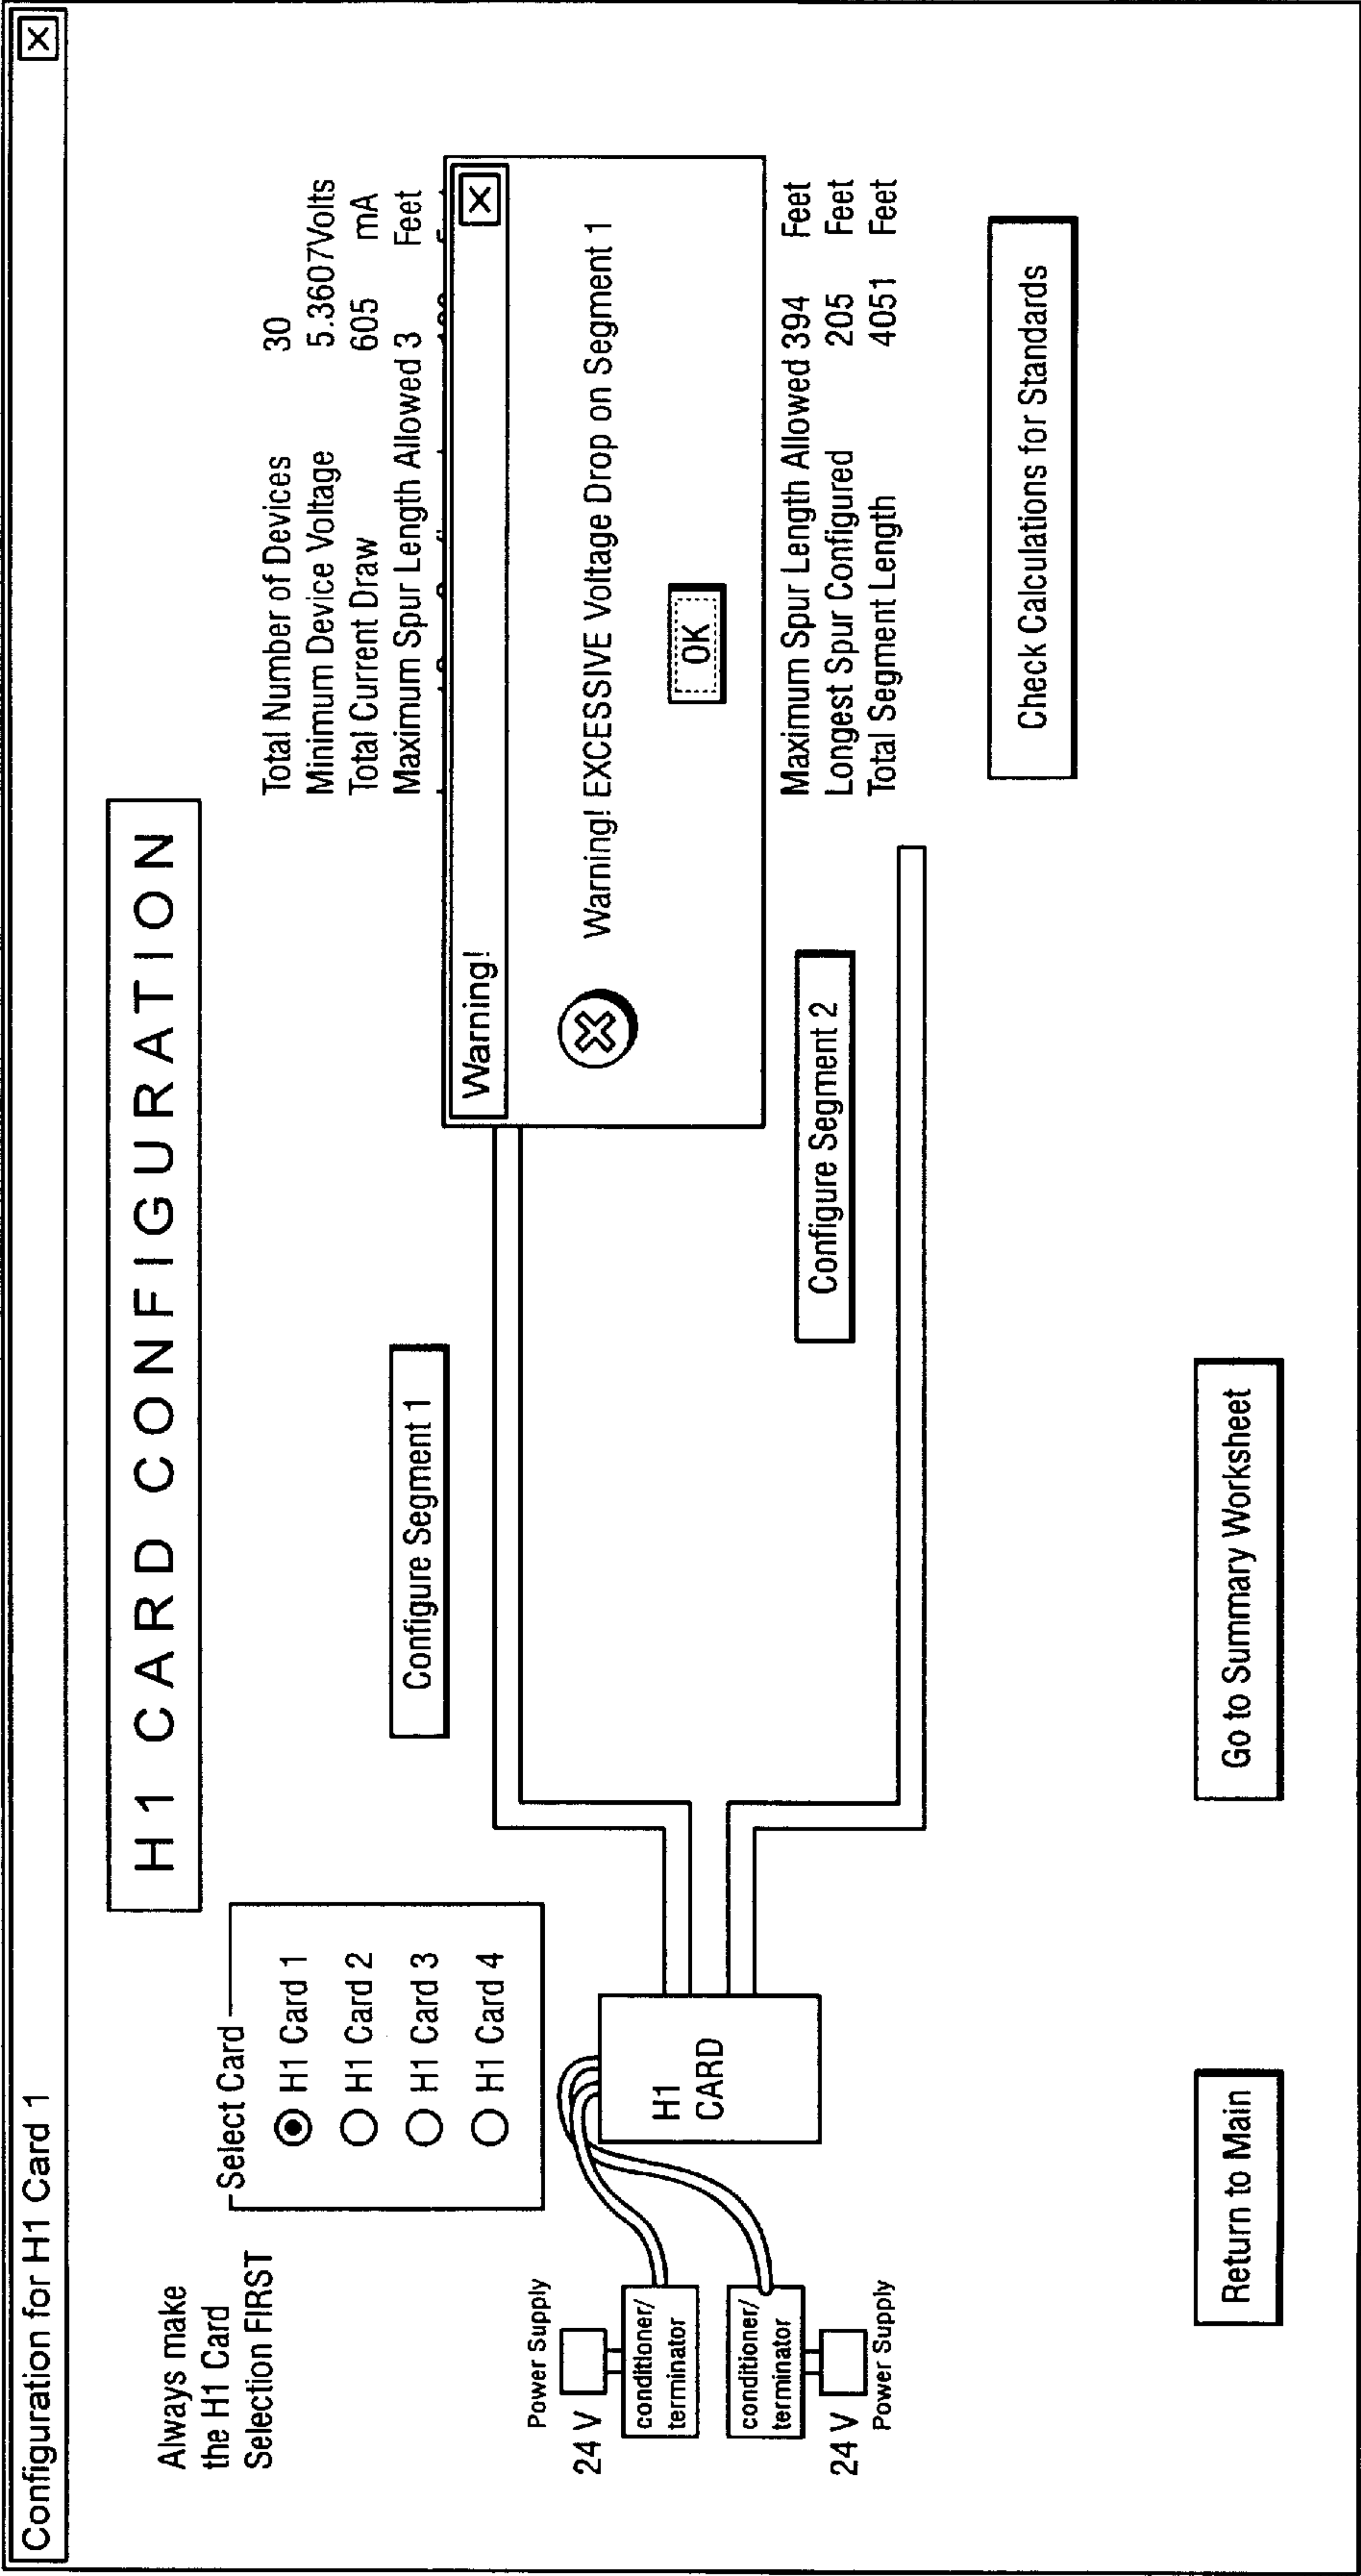 Configuration for H1 Card 1
H1 CARD CONFIGURATION
Always make
the H1 Card
Selection FIRST
Select Card
H1 Card 1
H1 Card 2
H1 Card 3
H1 Card 4
Total Number of Devices 30
Minimum Device Voltage 5.3607Volts
Total Current Draw 605 mA
Maximum Spur Length Allowed 3 Feet
Configure Segment 1
Warning!
Warning! EXCESSIVE Voltage Drop on Segment 1
OK
Power Supply
24 V
conditioner/
terminator
H1
CARD
conditioner/
terminator
24 V
Power Supply
Configure Segment 2
Maximum Spur Length Allowed 394 Feet
Longest Spur Configured 205 Feet
Total Segment Length 4051 Feet
Check Calculations for Standards
Return to Main
Go to Summary Worksheet